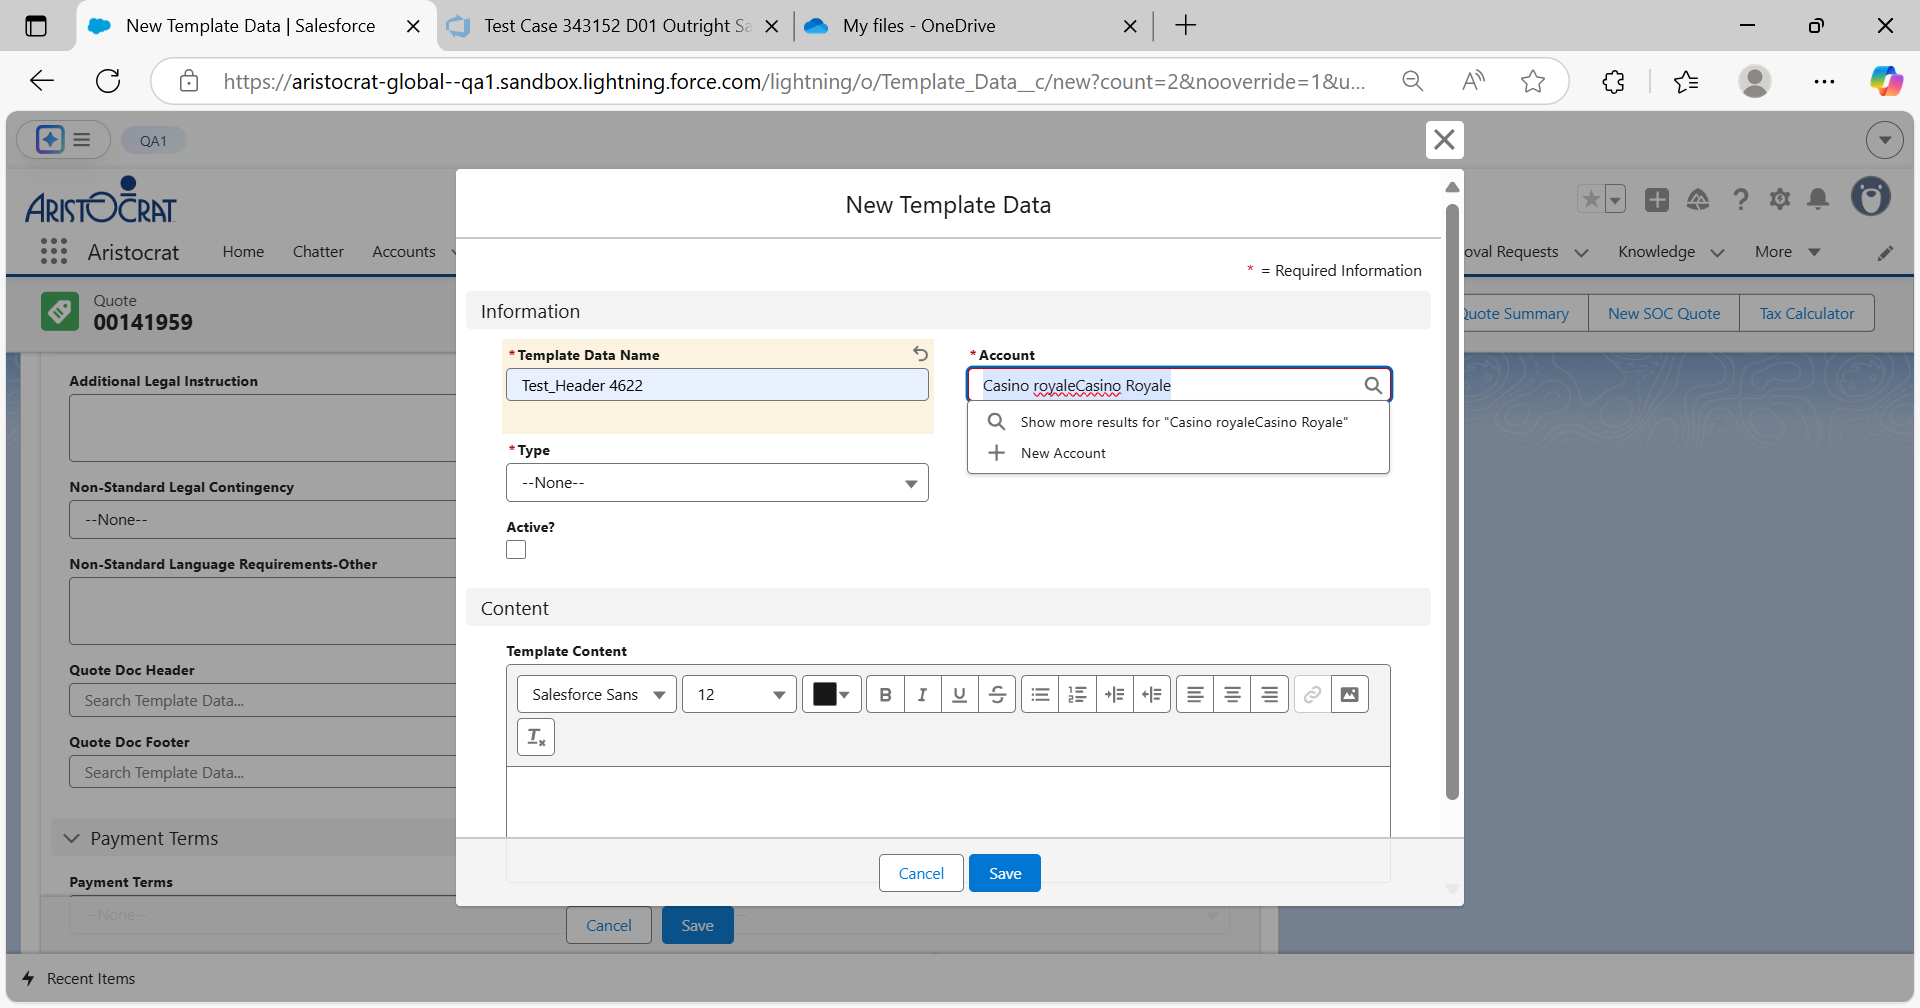 New Template Data | Salesforce
Test Case 343152 D01 Outright Sa
My files - OneDrive
https://aristocrat-global--qa1.sandbox.lightning.force.com/lightning/o/Template_Data__c/new?count=2&nooverride=1&u...
QA1
ARISTOCRAT
New Template Data
Aristocrat
Home
Chatter
Accounts
oval Requests
Knowledge
More
* = Required Information
Quote
00141959
Quote Summary
New SOC Quote
Tax Calculator
Information
*Template Data Name
Test_Header 4622
*Account
Casino royaleCasino Royale
Show more results for "Casino royaleCasino Royale"
New Account
*Type
--None--
Active?
Additional Legal Instruction
Non-Standard Legal Contingency
--None--
Non-Standard Language Requirements-Other
Content
Template Content
Salesforce Sans
12
Quote Doc Header
Search Template Data...
Quote Doc Footer
Search Template Data...
Payment Terms
Payment Terms
--None--
Cancel
Save
Cancel
Save
Recent Items